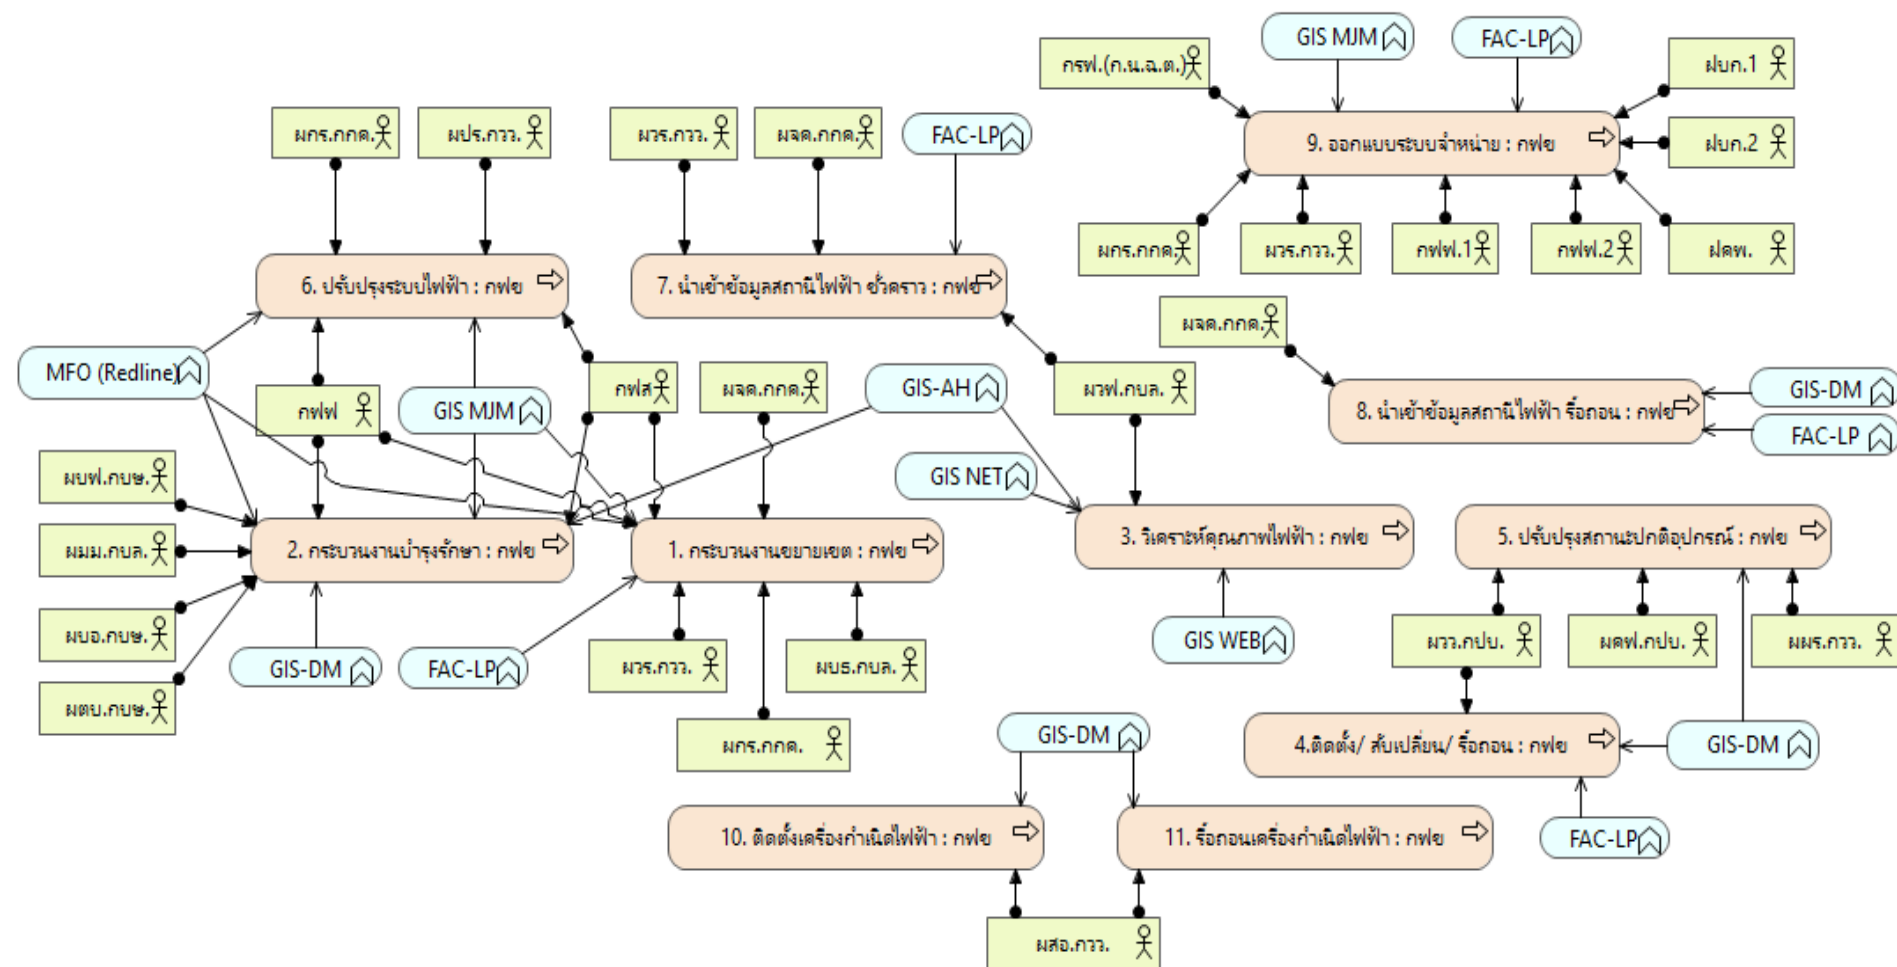 GIS MJM
FAC-LP
กรฟ.(ก.น.ฉ.ต.)
ฝบก.1
ผกร.กกค.
ผปร.กวว.
ผวร.กวว.
ผจค.กกค.
FAC-LP
9. ออกแบบระบบจำหน่าย : กฟข
ฝบก.2
ผกร.กกค.
ผวร.กวว.
กฟฟ.1
กฟฟ.2
ฝคพ.
6. ปรับปรุงระบบไฟฟ้า : กฟข
7. นำเข้าข้อมูลสถานีไฟฟ้า ชั่วคราว : กฟข
ผจค.กกค.
MFO (Redline)
กฟฟ
GIS MJM
กฟส
ผจค.กกค.
GIS-AH
ผวฟ.กบล.
8. นำเข้าข้อมูลสถานีไฟฟ้า รื้อถอน : กฟข
GIS-DM
FAC-LP
ผบฟ.กบษ.
GIS NET
ผมม.กบล.
2. กระบวนงานบำรุงรักษา : กฟข
1. กระบวนงานขยายเขต : กฟข
3. วิเคราะห์คุณภาพไฟฟ้า : กฟข
5. ปรับปรุงสถานะปกติอุปกรณ์ : กฟข
ผบอ.กบษ.
GIS-DM
FAC-LP
ผวร.กวว.
ผบธ.กบล.
GIS WEB
ผวว.กปบ.
ผคฟ.กปบ.
ผผร.กวว.
ผตบ.กบษ.
ผกร.กกค.
GIS-DM
4.ติดตั้ง/ สับเปลี่ยน/ รื้อถอน : กฟข
GIS-DM
10. ติดตั้งเครื่องกำเนิดไฟฟ้า : กฟข
11. รื้อถอนเครื่องกำเนิดไฟฟ้า : กฟข
FAC-LP
ผสอ.กวว.